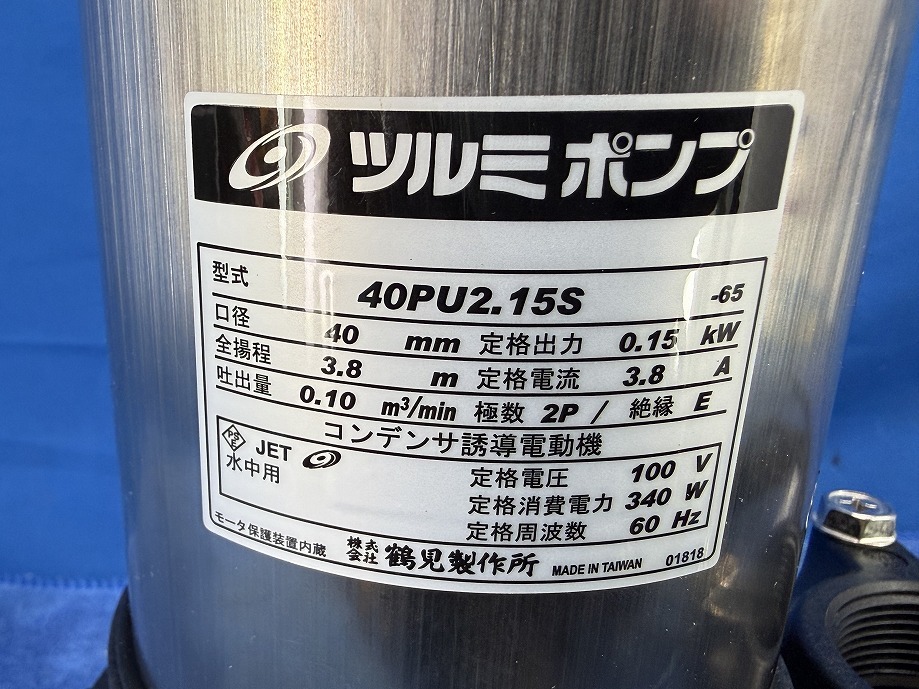 ツルミポンプ
型式 40PU2.15S -65
口径 40 mm 定格出力 0.15 kW
全揚程 3.8 m 定格電流 3.8 A
吐出量 0.10 m³/min 極数 2P / 絶縁 E
コンデンサ誘導電動機
PSE JET
水中用
定格電圧 100 V
定格消費電力 340 W
定格周波数 60 Hz
モータ保護装置内蔵 株式会社 鶴見製作所 MADE IN TAIWAN 01818